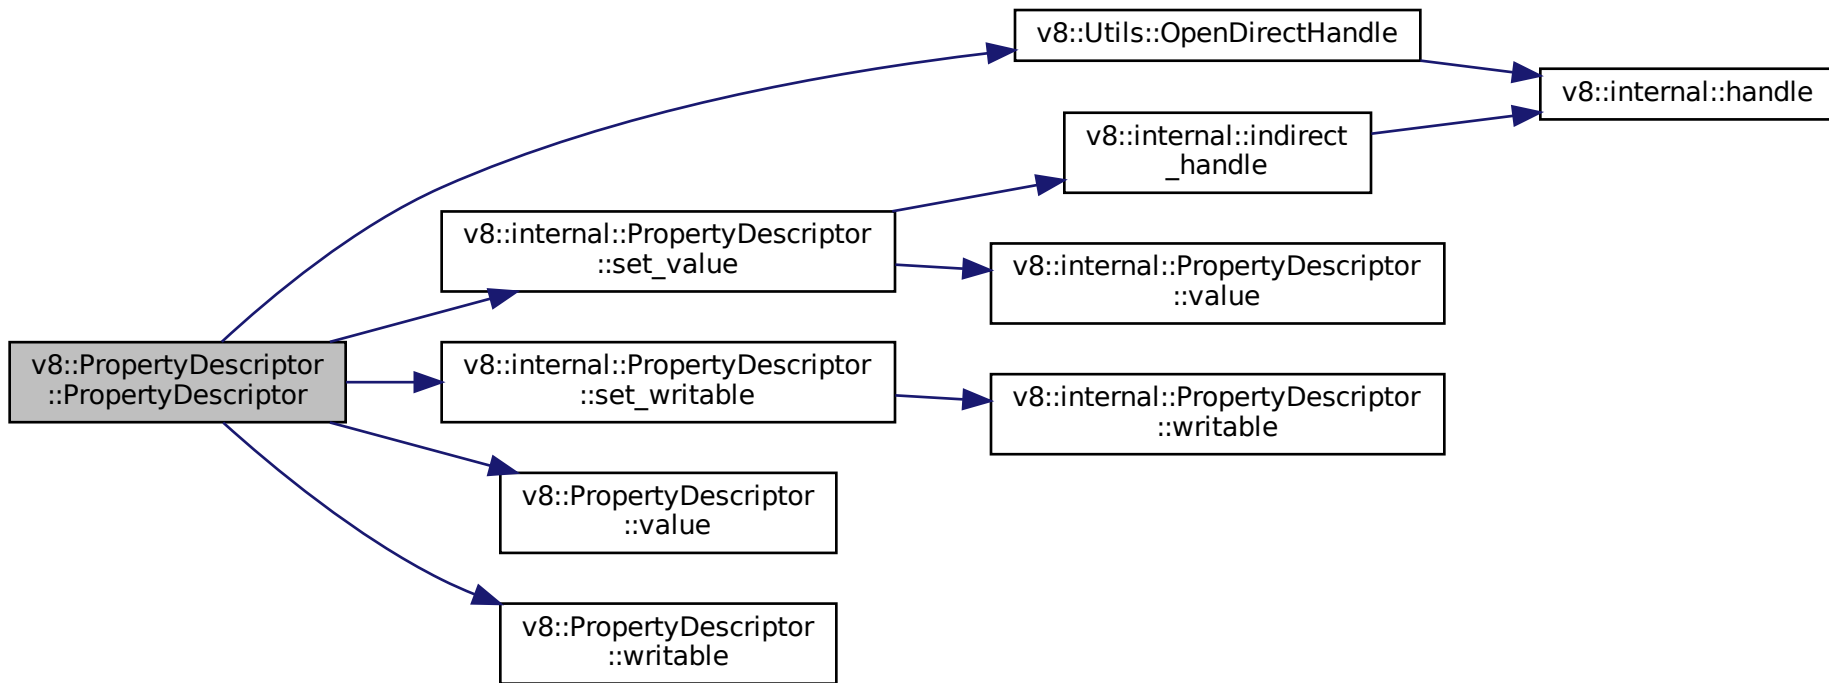 v8::Utils::OpenDirectHandle
v8::internal::handle
v8::internal::indirect
_handle
v8::internal::PropertyDescriptor
::set_value
v8::internal::PropertyDescriptor
::value
v8::PropertyDescriptor
::PropertyDescriptor
v8::internal::PropertyDescriptor
::set_writable
v8::internal::PropertyDescriptor
::writable
v8::PropertyDescriptor
::value
v8::PropertyDescriptor
::writable